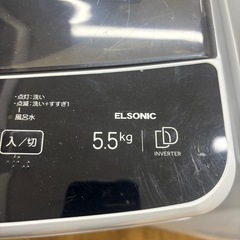 ・点灯:洗い
・点滅:洗い+すすぎ1
風呂水
入/切
ELSONIC
5.5kg
INVERTER